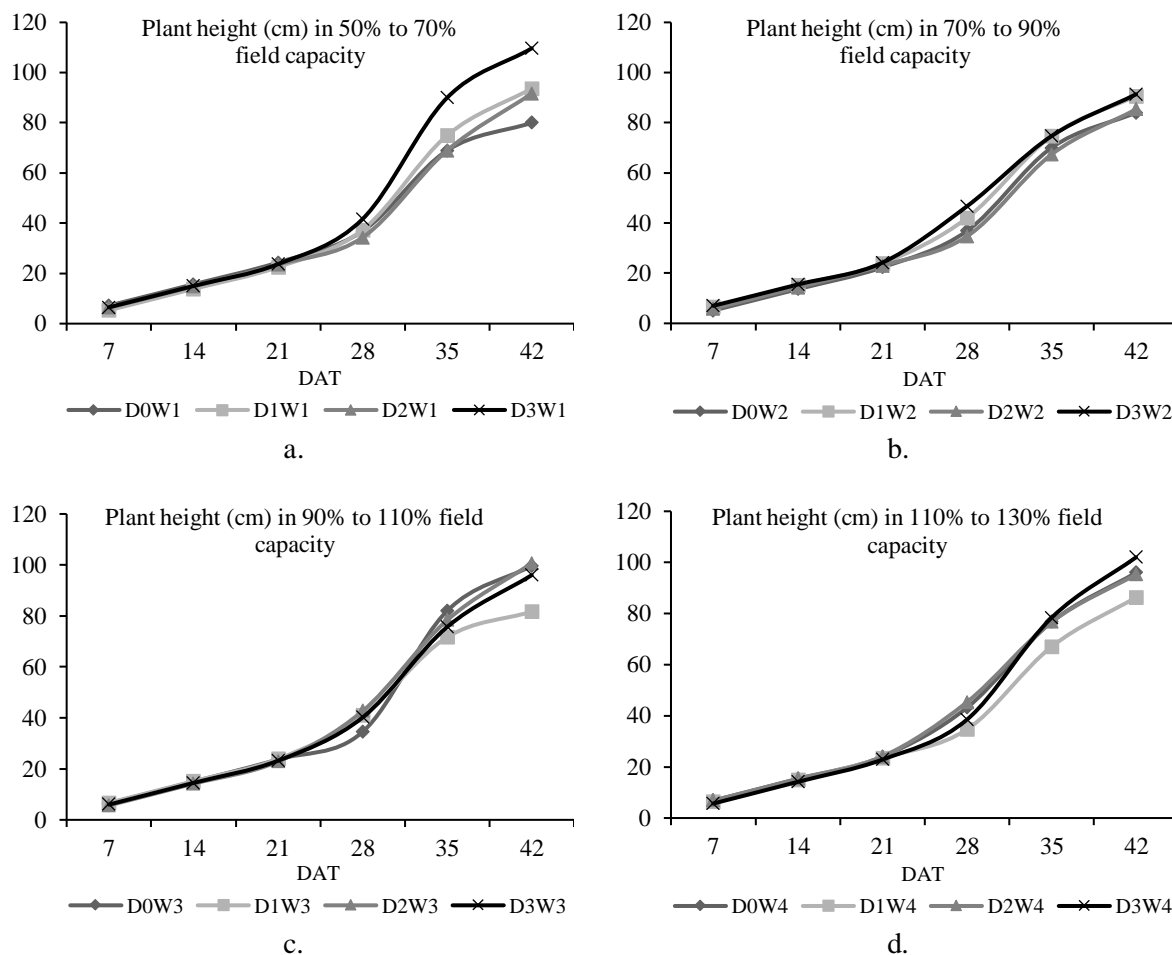 Plant height (cm) in 50% to 70%
field capacity
120
100
80
60
40
20
0
7 14 21 28 35 42
DAT
D0W1 D1W1 D2W1 D3W1
a.
Plant height (cm) in 70% to 90%
field capacity
120
100
80
60
40
20
0
7 14 21 28 35 42
DAT
D0W2 D1W2 D2W2 D3W2
b.
Plant height (cm) in 90% to 110% field
capacity
120
100
80
60
40
20
0
7 14 21 28 35 42
DAT
D0W3 D1W3 D2W3 D3W3
c.
Plant height (cm) in 110% to 130% field
capacity
120
100
80
60
40
20
0
7 14 21 28 35 42
DAT
D0W4 D1W4 D2W4 D3W4
d.